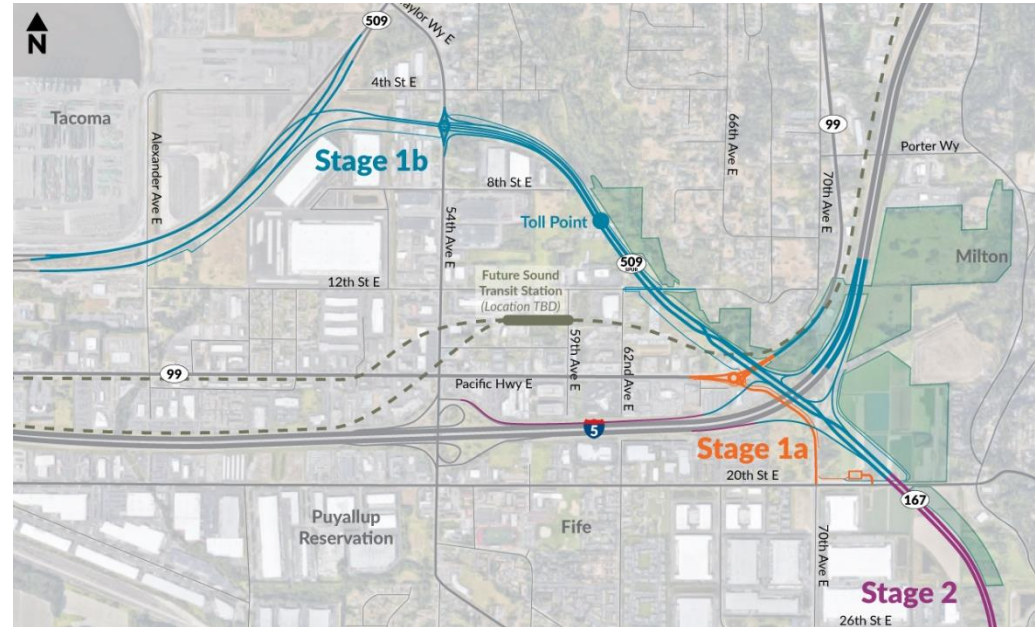 N
509
Taylor Wy E
4th St E
Tacoma
99
66th Ave E
Porter Wy
Alexander Ave E
Stage 1b
8th St E
70th Ave E
54th Ave E
Toll Point
509
SPUR
Milton
12th St E
Future Sound
Transit Station
(Location TBD)
59th Ave E
62nd Ave E
99
Pacific Hwy E
5
Stage 1a
20th St E
167
Puyallup
Reservation
Fife
70th Ave E
Stage 2
26th St E